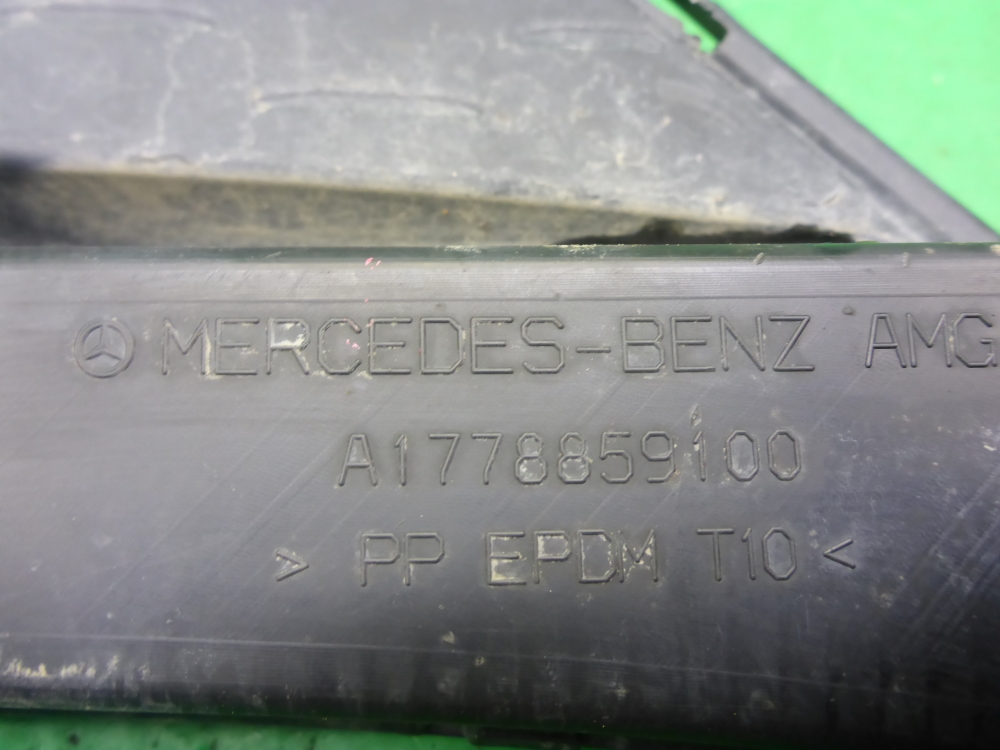 MERCEDES-BENZ AMG
A1778859100
> PP EPDM T10 <